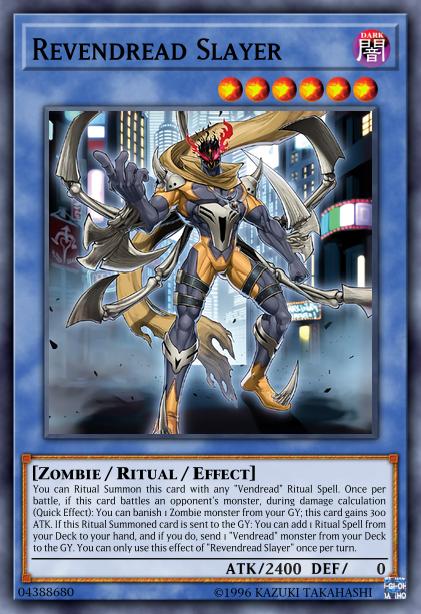 REVENDREAD SLAYER
DARK
闇
[ZOMBIE / RITUAL / EFFECT]
You can Ritual Summon this card with any "Vendread" Ritual Spell. Once per
battle, if this card battles an opponent's monster, during damage calculation
(Quick Effect): You can banish 1 Zombie monster from your GY; this card gains 300
ATK. If this Ritual Summoned card is sent to the GY: You can add 1 Ritual Spell from
your Deck to your hand, and if you do, send 1 "Vendread" monster from your Deck
to the GY. You can only use this effect of "Revendread Slayer" once per turn.
ATK/2400 DEF/ 0
04388680
©1996 KAZUKI TAKAHASHI